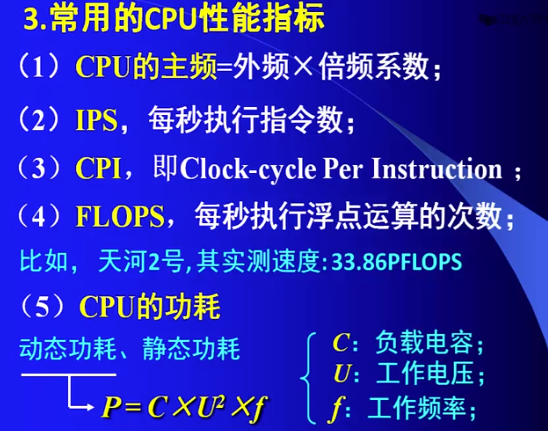 3.常用的CPU性能指标
（1）CPU的主频=外频×倍频系数；
（2）IPS，每秒执行指令数；
（3）CPI，即Clock-cycle Per Instruction ；
（4）FLOPS，每秒执行浮点运算的次数；
比如， 天河2号, 其实测速度: 33.86PFLOPS
（5）CPU的功耗
动态功耗、静态功耗
P = C × U² × f
C：负载电容；
U：工作电压；
f：工作频率；